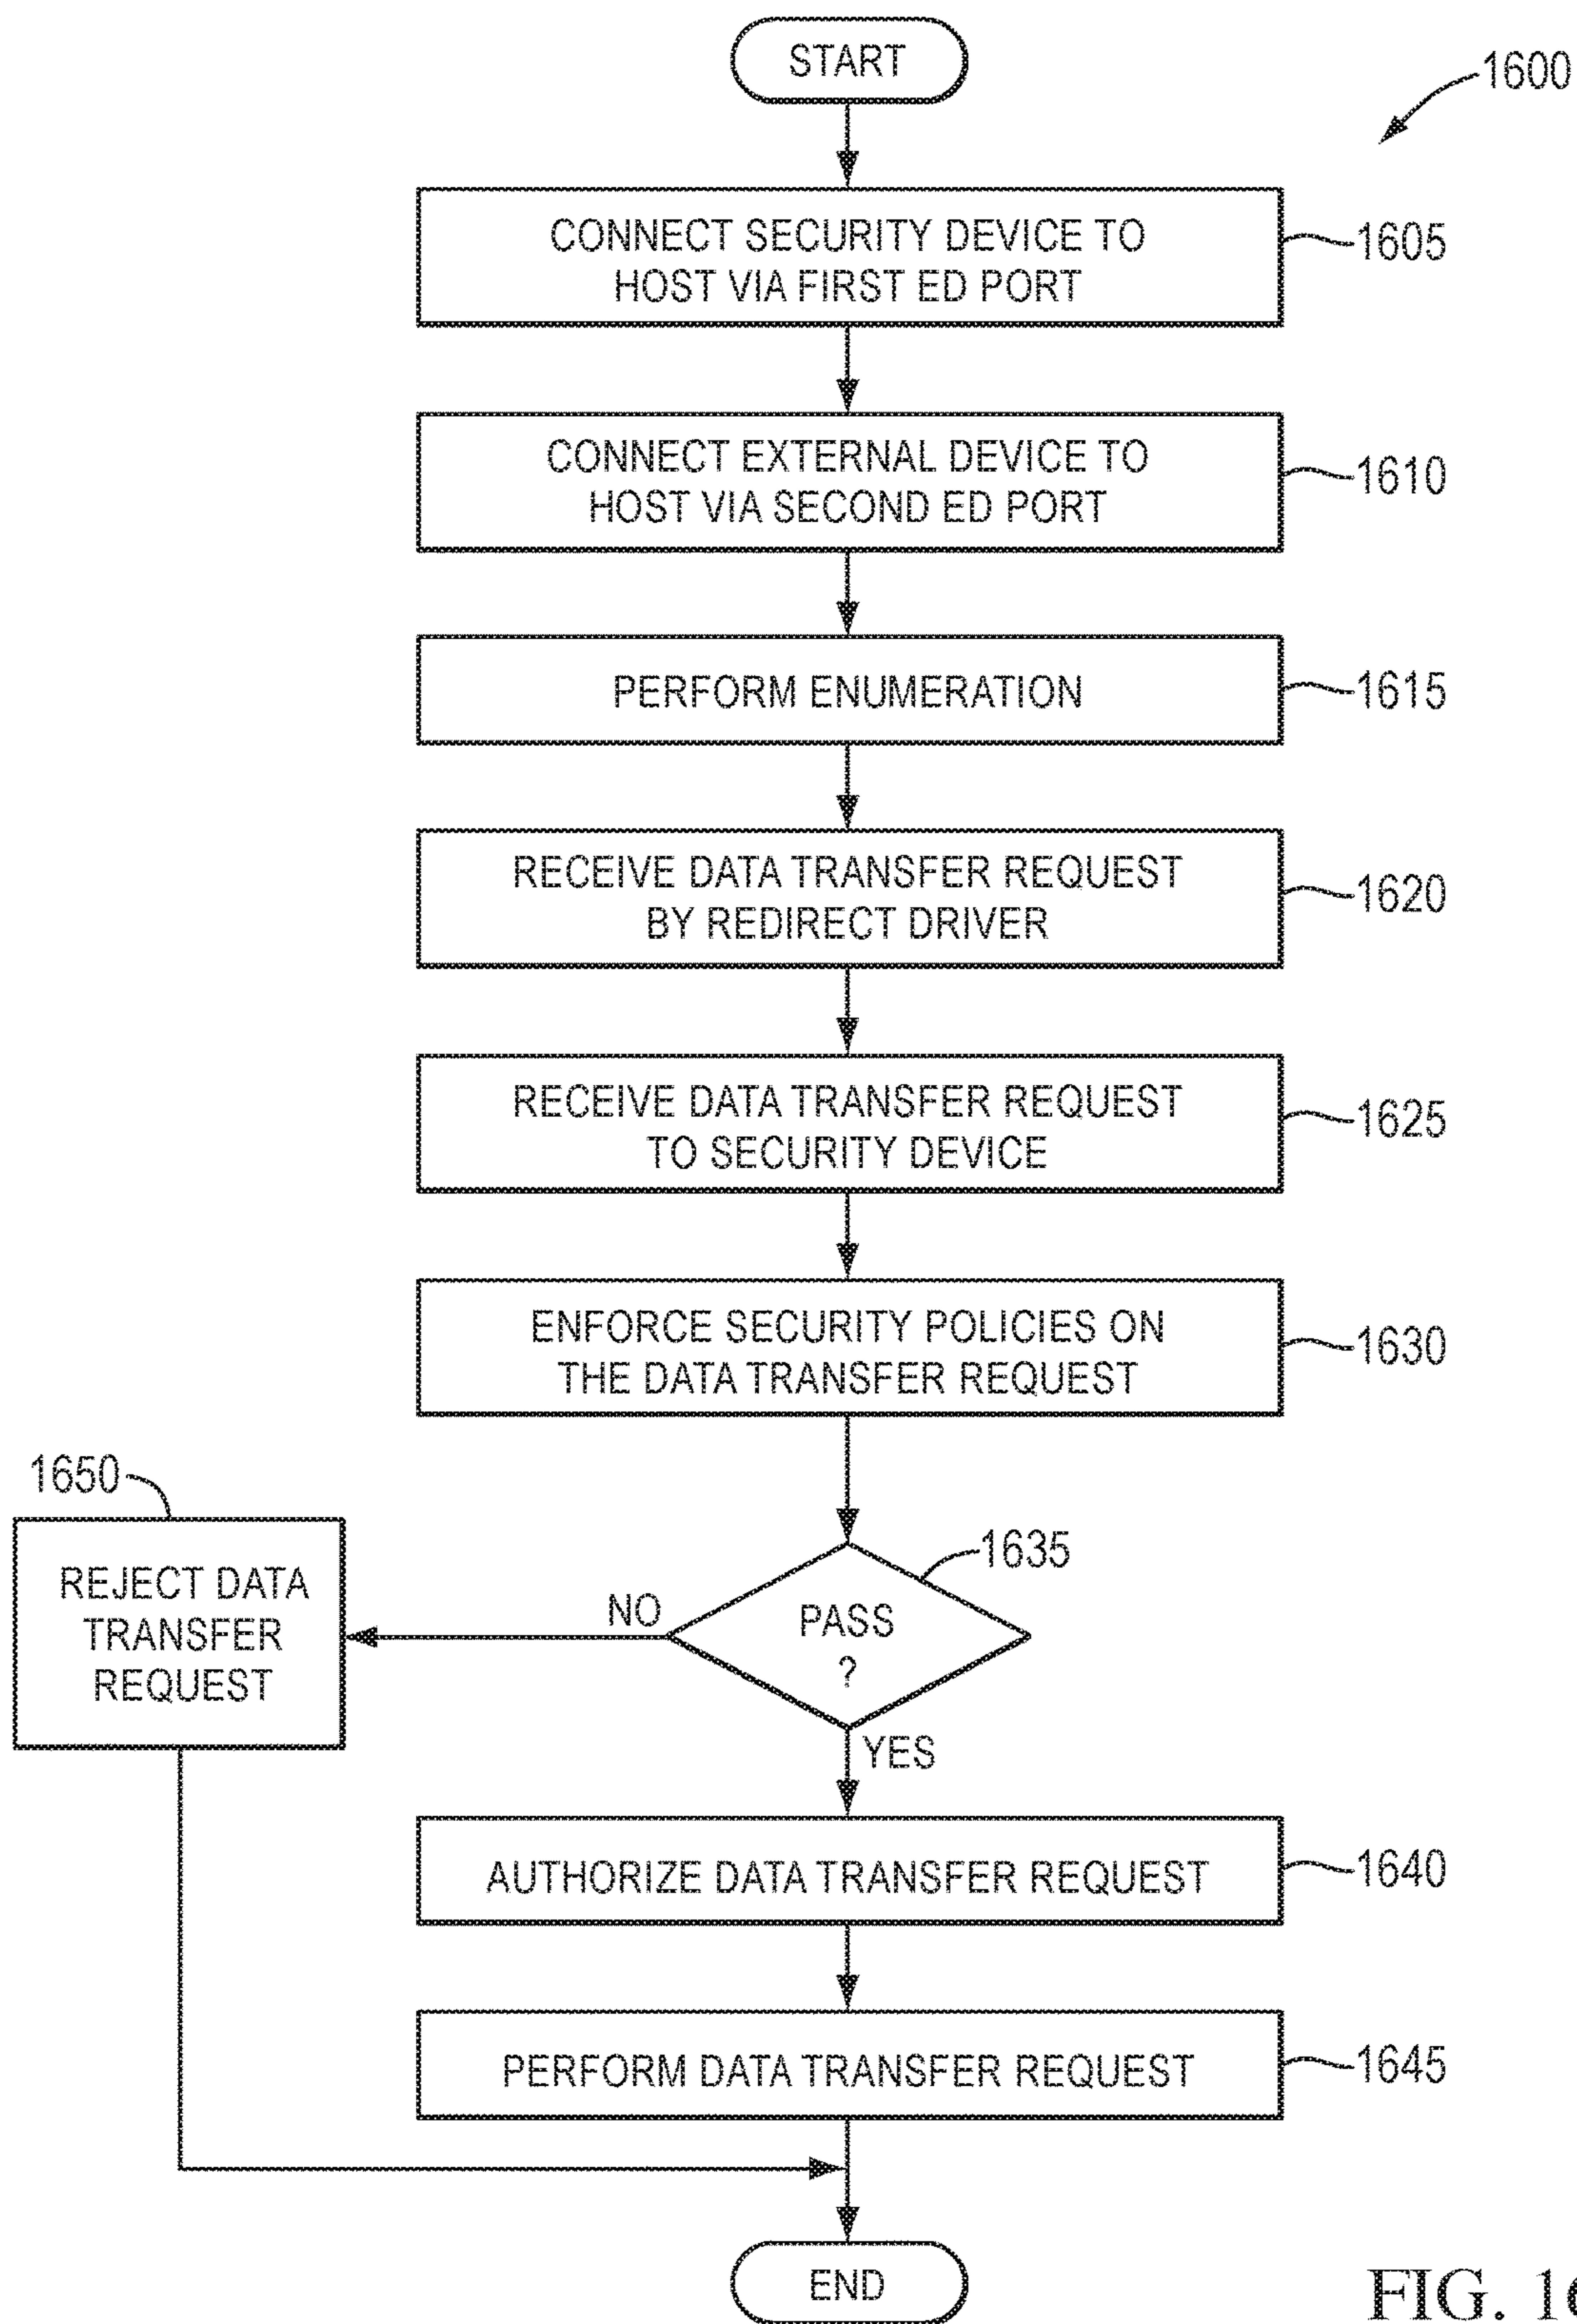 START
1600
CONNECT SECURITY DEVICE TO
HOST VIA FIRST ED PORT
1605
CONNECT EXTERNAL DEVICE TO
HOST VIA SECOND ED PORT
1610
PERFORM ENUMERATION
1615
RECEIVE DATA TRANSFER REQUEST
BY REDIRECT DRIVER
1620
RECEIVE DATA TRANSFER REQUEST
TO SECURITY DEVICE
1625
ENFORCE SECURITY POLICIES ON
THE DATA TRANSFER REQUEST
1630
1650
REJECT DATA
TRANSFER
REQUEST
NO
PASS
?
1635
YES
AUTHORIZE DATA TRANSFER REQUEST
1640
PERFORM DATA TRANSFER REQUEST
1645
END
FIG. 16